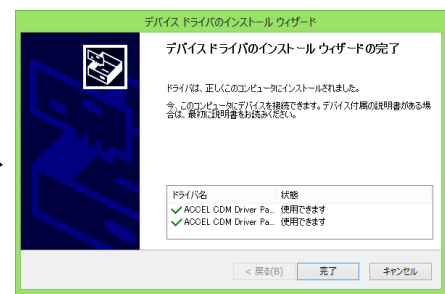 デバイス ドライバのインストール ウィザード
デバイス ドライバのインストール ウィザードの完了
ドライバは、正しくこのコンピュータにインストールされました。
今、このコンピュータにデバイスを接続できます。デバイス付属の説明書がある場
合は、最初に説明書をお読みください。
ドライバ名 状態
ACCEL CDM Driver Pa... 使用できます
ACCEL CDM Driver Pa... 使用できます
< 戻る(B) 完了 キャンセル